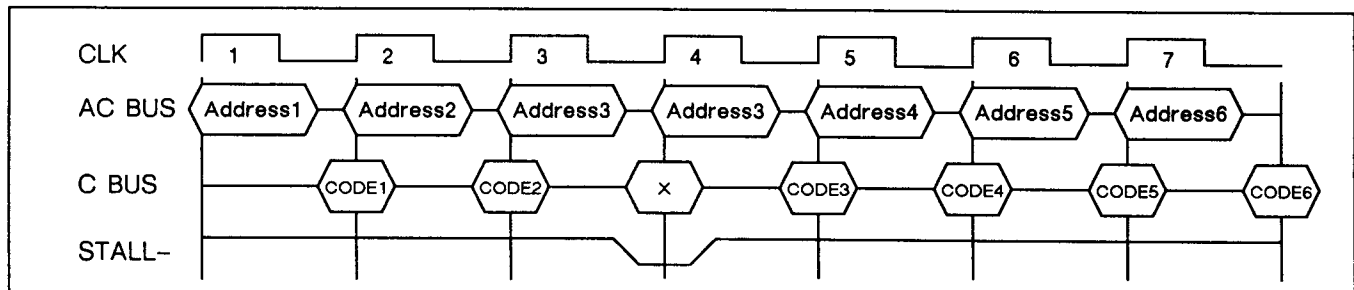 CLK 1 2 3 4 5 6 7
AC BUS Address1 Address2 Address3 Address3 Address4 Address5 Address6
C BUS CODE1 CODE2 X CODE3 CODE4 CODE5 CODE6
STALL-